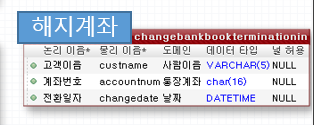 해지계좌
changebankbookterminationin
논리 이름* 물리 이름* 도메인 데이터 타입 널 허용
고객이름 custname 사람이름 VARCHAR(5) NULL
계좌번호 accountnum 통장계좌 char(16) NULL
전환일자 changedate 날짜 DATETIME NULL